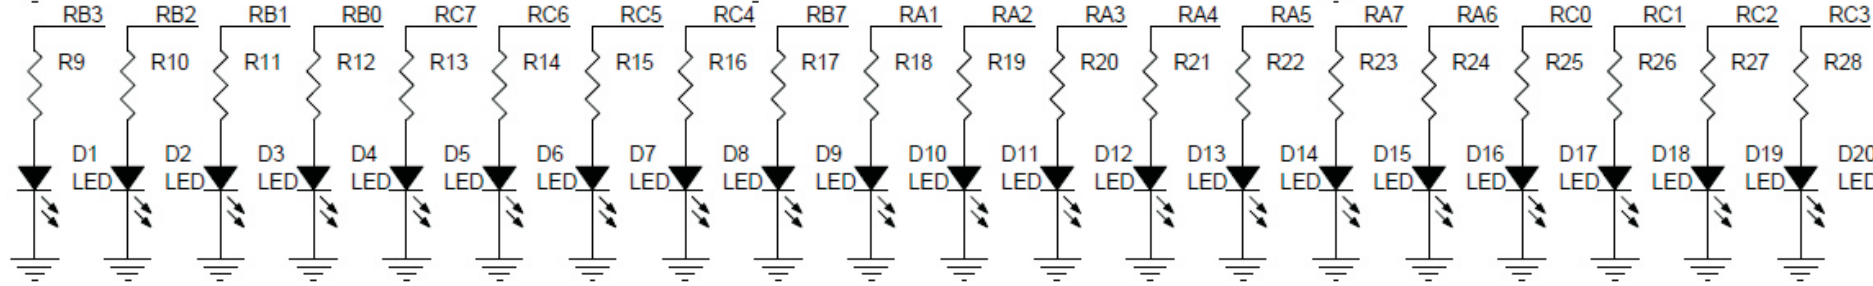 RB3 RB2 RB1 RB0 RC7 RC6 RC5 RC4 RB7 RA1 RA2 RA3 RA4 RA5 RA7 RA6 RC0 RC1 RC2 RC3
R9 R10 R11 R12 R13 R14 R15 R16 R17 R18 R19 R20 R21 R22 R23 R24 R25 R26 R27 R28
D1 D2 D3 D4 D5 D6 D7 D8 D9 D10 D11 D12 D13 D14 D15 D16 D17 D18 D19 D20
LED LED LED LED LED LED LED LED LED LED LED LED LED LED LED LED LED LED LED LED